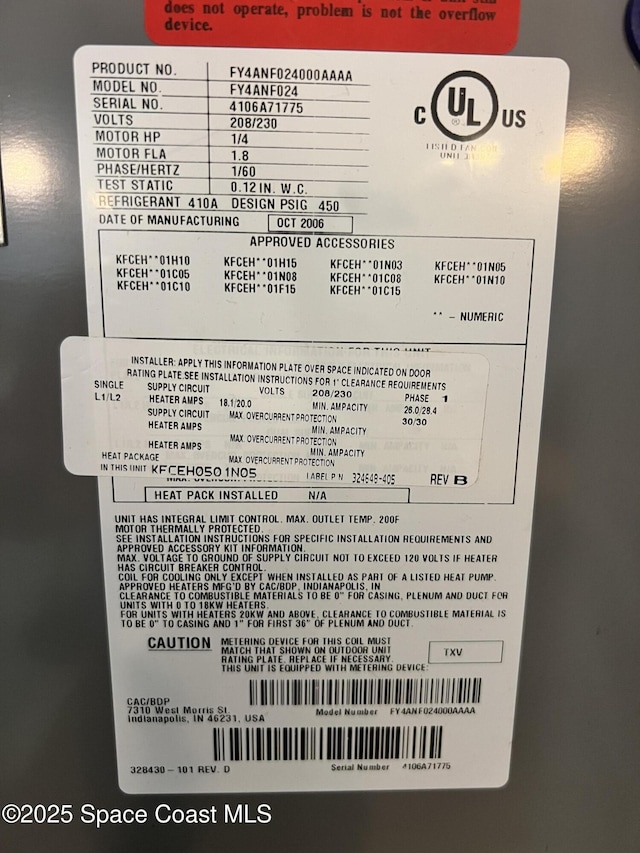 does not operate, problem is not the overflow
device.
PRODUCT NO. FY4ANF024000AAAA
MODEL NO. FY4ANF024
SERIAL NO. 4106A71775
VOLTS 208/230
MOTOR HP 1/4
MOTOR FLA 1.8
PHASE/HERTZ 1/60
TEST STATIC 0.12 IN. W.C.
REFRIGERANT 410A DESIGN PSIG 450
DATE OF MANUFACTURING OCT 2006
C UL US
®
APPROVED ACCESSORIES
KFCEH**01H10 KFCEH**01H15 KFCEH**01N03 KFCEH**01N05
KFCEH**01C05 KFCEH**01N08 KFCEH**01C08 KFCEH**01N10
KFCEH**01C10 KFCEH**01F15 KFCEH**01C15
** - NUMERIC
INSTALLER: APPLY THIS INFORMATION PLATE OVER SPACE INDICATED ON DOOR
RATING PLATE. SEE INSTALLATION INSTRUCTIONS FOR 1" CLEARANCE REQUIREMENTS
SINGLE SUPPLY CIRCUIT VOLTS 208/230 PHASE 1
L1/L2 HEATER AMPS 18.1/20.0 MIN. AMPACITY 26.0/28.4
SUPPLY CIRCUIT MAX. OVERCURRENT PROTECTION 30/30
HEATER AMPS MIN. AMPACITY
MAX. OVERCURRENT PROTECTION
HEATER AMPS MIN. AMPACITY
HEAT PACKAGE MAX OVERCURRENT PROTECTION
IN THIS UNIT KFCEH0501N05 LABEL P.N. 324648-405 REV B
HEAT PACK INSTALLED N/A
UNIT HAS INTEGRAL LIMIT CONTROL. MAX. OUTLET TEMP. 200F
MOTOR THERMALLY PROTECTED.
SEE INSTALLATION INSTRUCTIONS FOR SPECIFIC INSTALLATION REQUIREMENTS AND
APPROVED ACCESSORY KIT INFORMATION.
MAX. VOLTAGE TO GROUND OF SUPPLY CIRCUIT NOT TO EXCEED 120 VOLTS IF HEATER
HAS CIRCUIT BREAKER CONTROL.
COIL FOR COOLING ONLY EXCEPT WHEN INSTALLED AS PART OF A LISTED HEAT PUMP.
APPROVED HEATERS MFG'D BY CAC/BDP, INDIANAPOLIS, IN
CLEARANCE TO COMBUSTIBLE MATERIALS TO BE 0" FOR CASING, PLENUM AND DUCT FOR
UNITS WITH 0 TO 18KW HEATERS.
FOR UNITS WITH HEATERS 20KW AND ABOVE, CLEARANCE TO COMBUSTIBLE MATERIAL IS
TO BE 0" TO CASING AND 1" FOR FIRST 36" OF PLENUM AND DUCT.
CAUTION METERING DEVICE FOR THIS COIL MUST
MATCH THAT SHOWN ON OUTDOOR UNIT
RATING PLATE. REPLACE IF NECESSARY.
THIS UNIT IS EQUIPPED WITH METERING DEVICE:
TXV
CAC/BDP
7310 West Morris St.
Indianapolis, IN 46231, USA
Model Number FY4ANF024000AAAA
328430-101 REV. D
Serial Number 4106A71775
©2025 Space Coast MLS